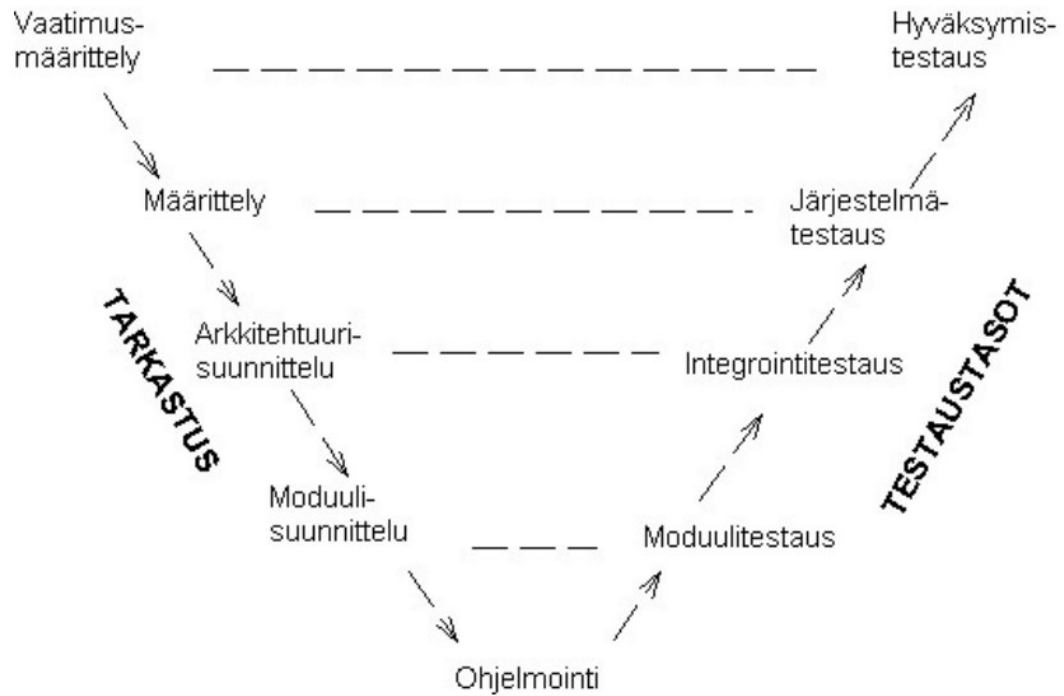 Vaatimus-
määrittely
Hyväksymis-
testaus
Määrittely
Järjestelmä-
testaus
TARKASTUS
Arkkitehtuuri-
suunnittelu
Integrointitestaus
TESTAUSTASOT
Moduuli-
suunnittelu
Moduulitestaus
Ohjelmointi